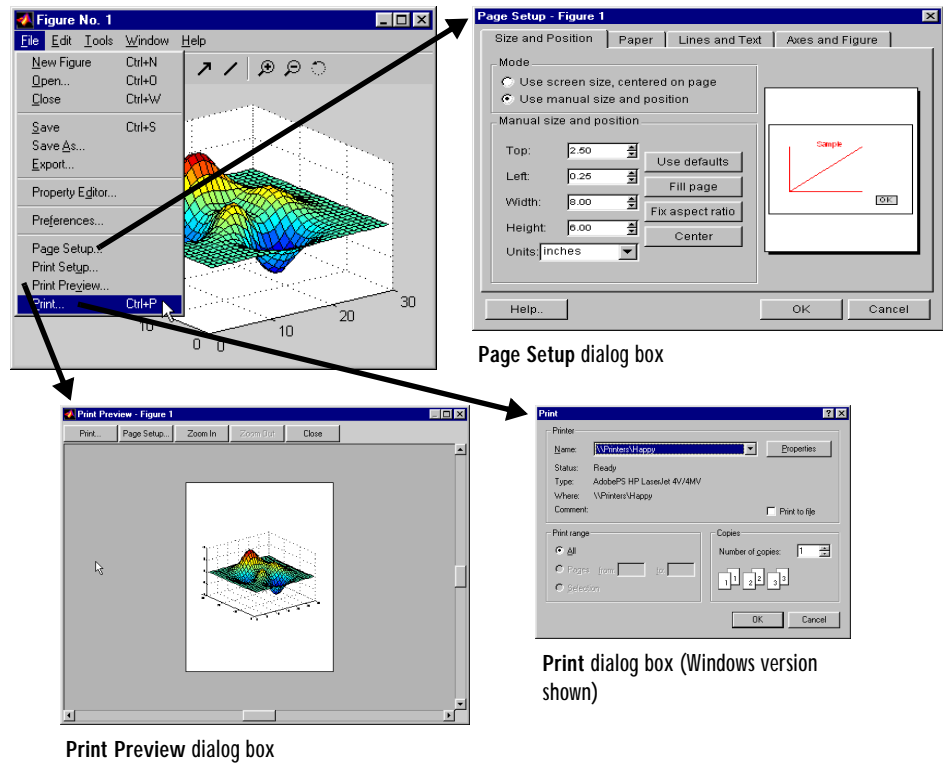 Figure No. 1
File Edit Tools Window Help
New Figure Ctrl+N
Open... Ctrl+O
Close Ctrl+W
Save Ctrl+S
Save As...
Export...
Property Editor...
Preferences...
Page Setup...
Print Setup...
Print Preview...
Print... Ctrl+P
10
0
0
10
20
30
Page Setup - Figure 1
Size and Position Paper Lines and Text Axes and Figure
Mode
Use screen size, centered on page
Use manual size and position
Manual size and position
Top: 2.50
Left: 0.25
Width: 8.00
Height: 6.00
Units: inches
Use defaults
Fill page
Fix aspect ratio
Center
Sample
OK
Help..
OK
Cancel
Page Setup dialog box
Print Preview - Figure 1
Print... Page Setup... Zoom In Zoom Out Close
Print Preview dialog box
Print
Printer
Name: \\Printers\Happy
Properties
Status: Ready
Type: AdobePS HP LaserJet 4V/4MV
Where: \\Printers\Happy
Comment:
Print to file
Print range
All
Pages from: to:
Selection
Copies
Number of copies: 1
1 1 2 2 3 3
OK
Cancel
Print dialog box (Windows version
shown)